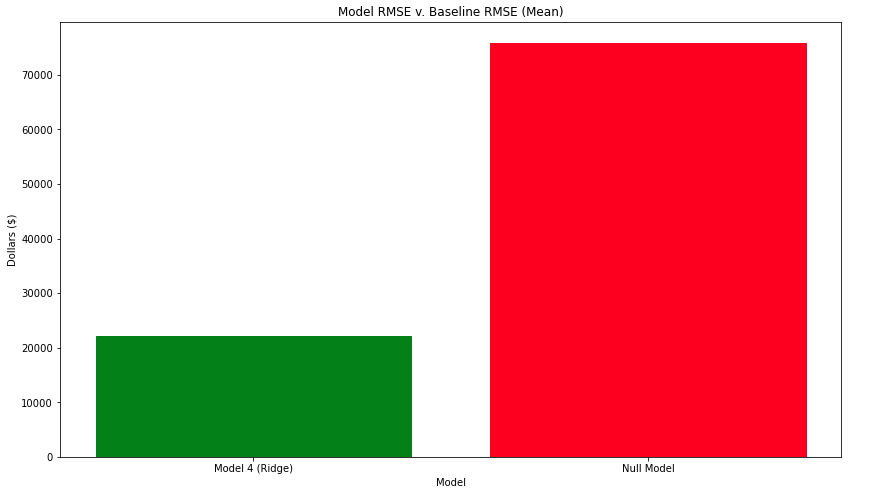 Model RMSE v. Baseline RMSE (Mean)
70000
60000
50000
40000
30000
20000
10000
0
Dollars ($)
Model 4 (Ridge)
Null Model
Model